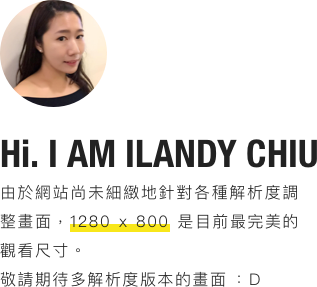 Hi. I AM ILANDY CHIU
由於網站尚未細緻地針對各種解析度調
整畫面，1280 x 800 是目前最完美的
觀看尺寸。
敬請期待多解析度版本的畫面 ：D